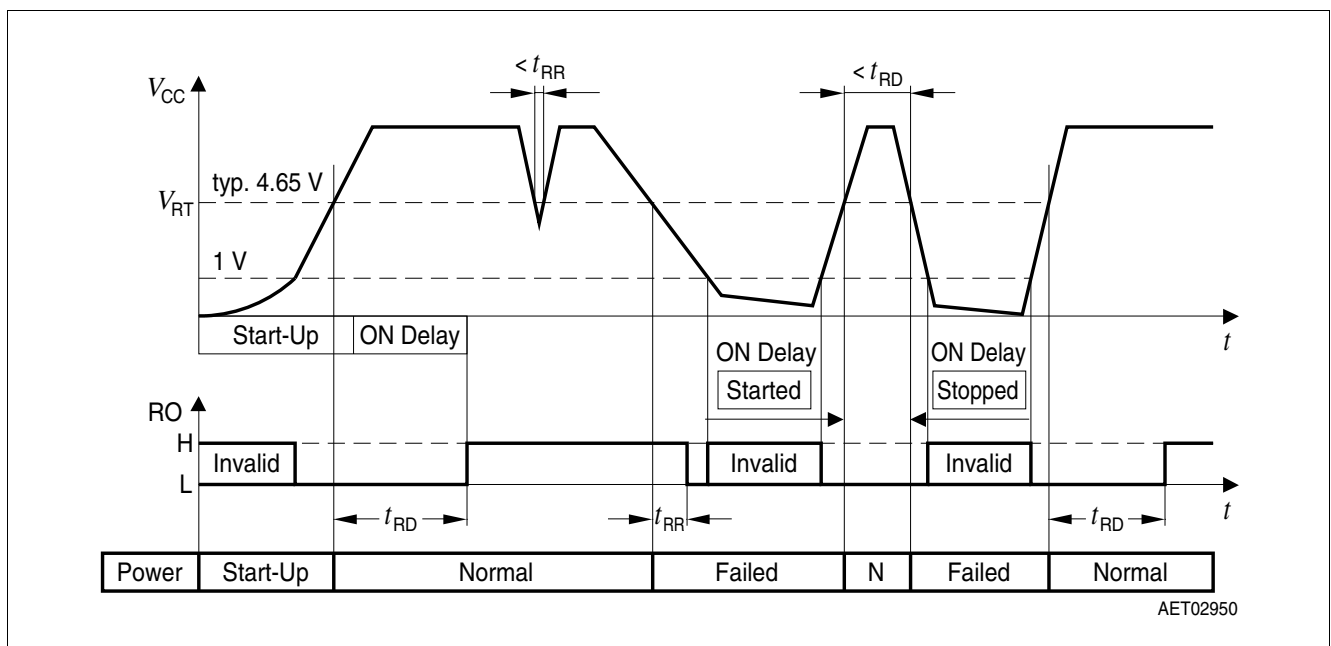 < tRR
< tRD
VCC
typ. 4.65 V
VRT
1 V
Start-Up
ON Delay
t
ON Delay
Started
ON Delay
Stopped
RO
H
Invalid
Invalid
Invalid
L
tRD
tRR
tRD
t
Power
Start-Up
Normal
Failed
N
Failed
Normal
AET02950